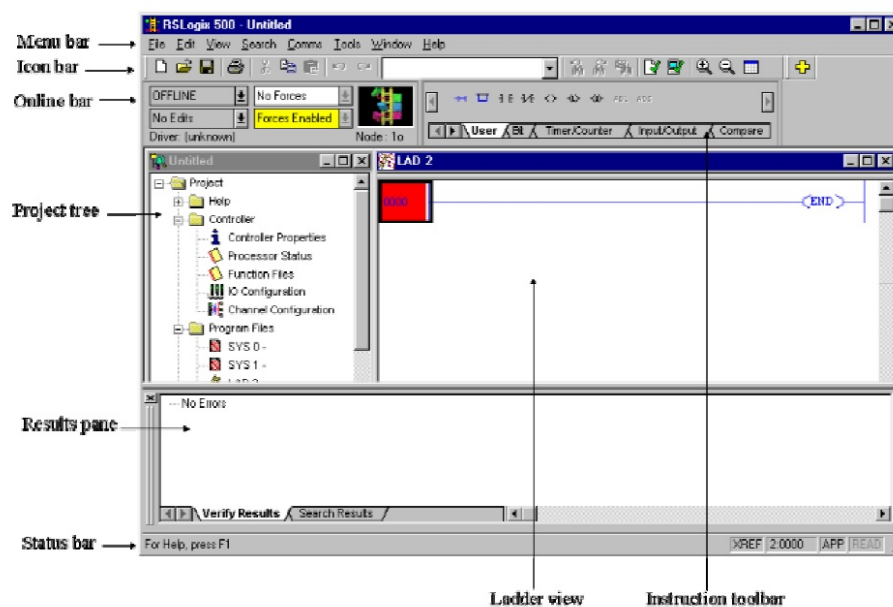 RSLogix 500 - Untitled
Menu bar
File Edit View Search Comms Tools Window Help
Icon bar
Online bar
OFFLINE No Forces
No Edits Forces Enabled
Driver: (unknown) Node: 1o
ABL ABS
User Bit Timer/Counter Input/Output Compare
Untitled
LAD 2
Project
Help
Controller
Controller Properties
Processor Status
Function Files
IO Configuration
Channel Configuration
Program Files
SYS 0 -
SYS 1 -
LAD 2
0000
END
Project tree
No Errors
Results pane
Verify Results Search Results
Status bar
For Help, press F1
XREF 2:0000 APP READ
Ladder view
Instruction toolbar